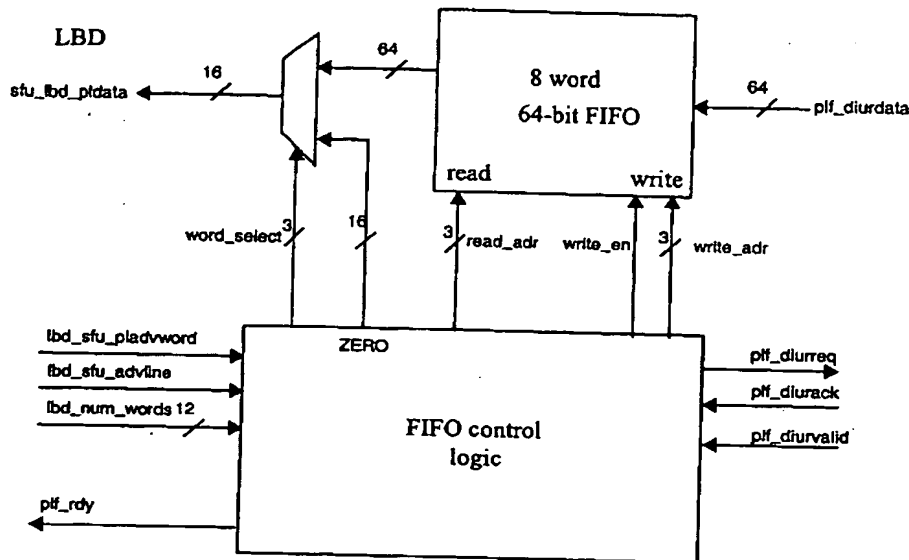 LBD
sfu_lbd_plfdata
16
64
8 word
64-bit FIFO
64
plf_diurdata
read
write
word_select
3
16
3
read_adr
write_en
3
write_adr
lbd_sfu_pladvword
lbd_sfu_advline
lbd_num_words 12
plf_rdy
ZERO
FIFO control
logic
plf_diurreq
plf_diurack
plf_diurvalid